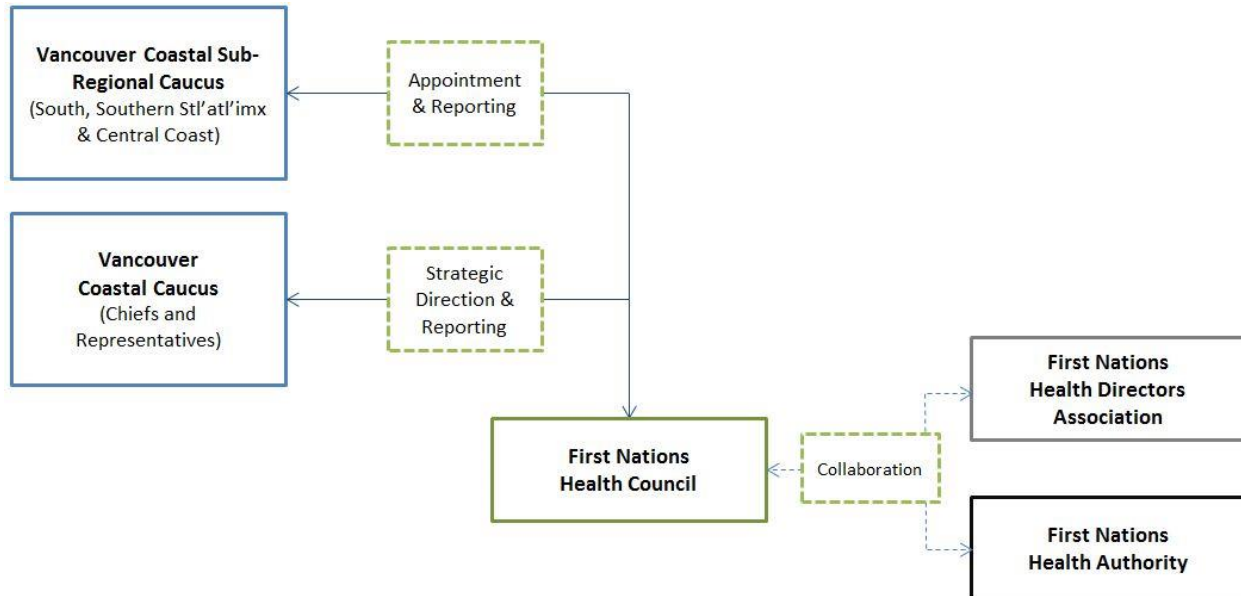 Vancouver Coastal Sub-
Regional Caucus
(South, Southern Stl’atl’imx
& Central Coast)
Appointment
& Reporting
Vancouver
Coastal Caucus
(Chiefs and
Representatives)
Strategic
Direction &
Reporting
First Nations
Health Council
Collaboration
First Nations
Health Directors
Association
First Nations
Health Authority